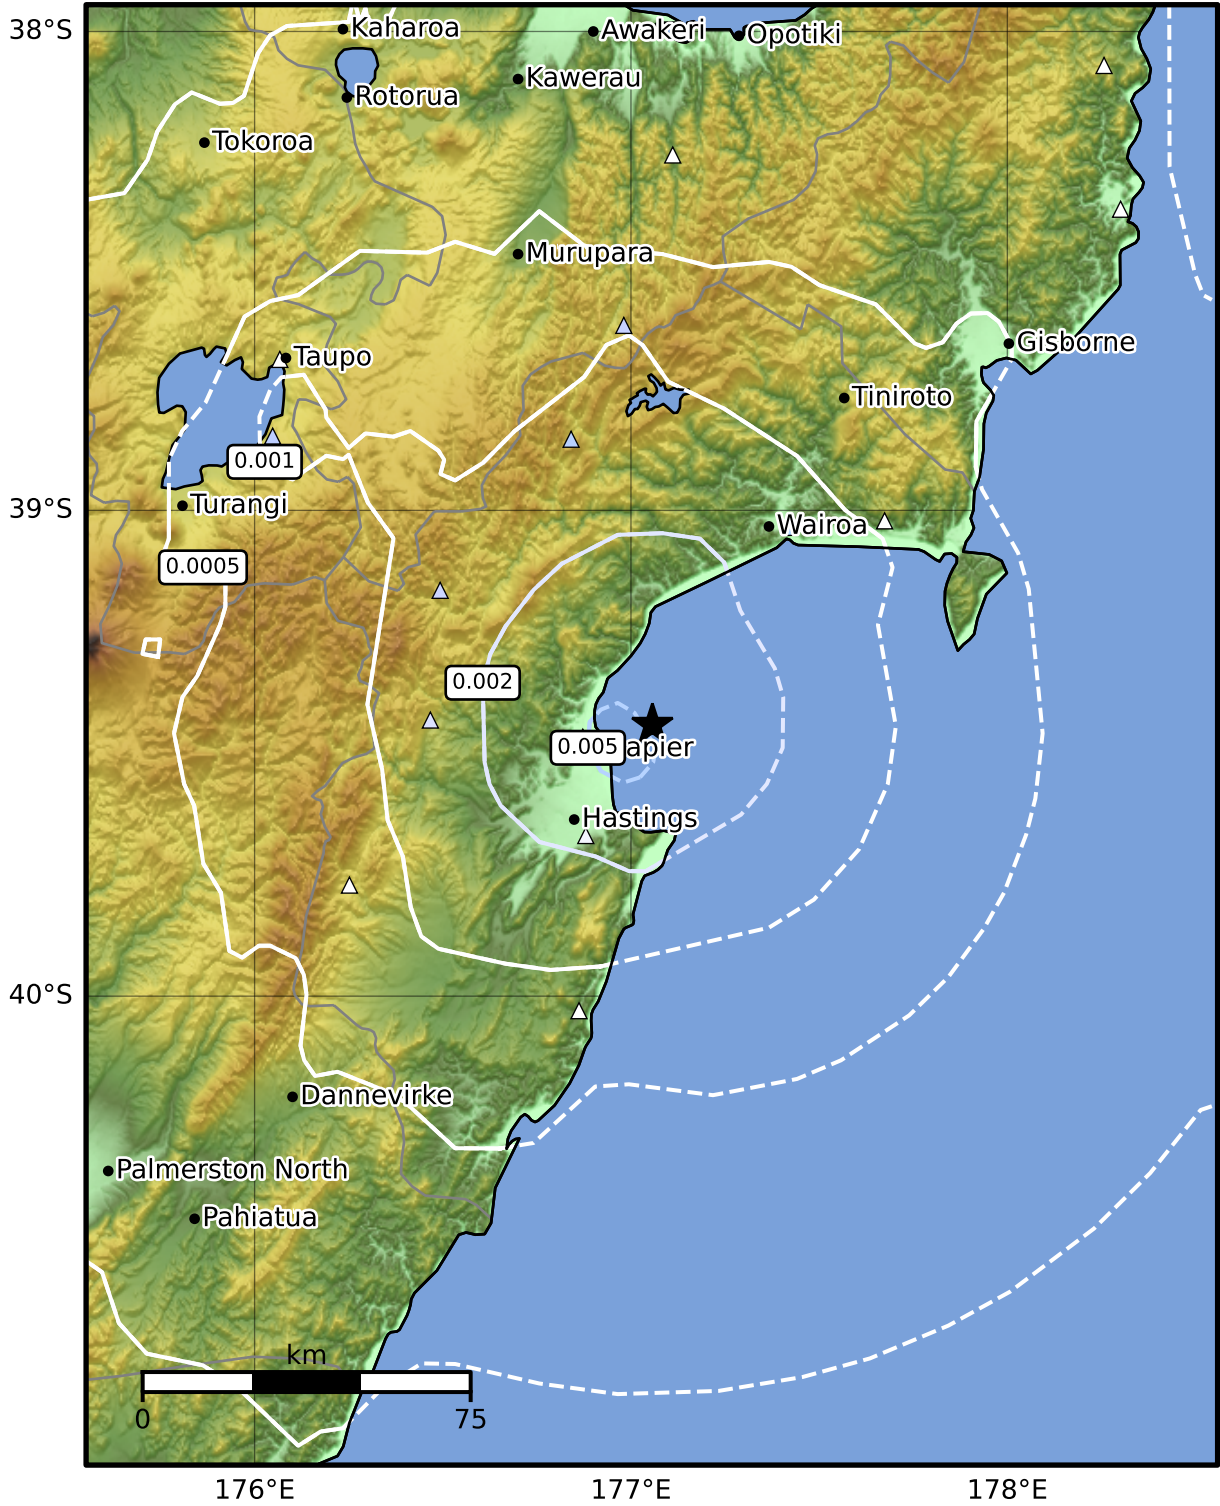 38°S
Kaharoa
Awakeri
Opotiki
Kawerau
Rotorua
Tokoroa
Murupara
Gisborne
Taupo
Tiniroto
0.001
39°S
Turangi
Wairoa
0.0005
0.002
0.005
apier
Hastings
40°S
Dannevirke
Palmerston North
Pahiatua
km
0
75
176°E
177°E
178°E